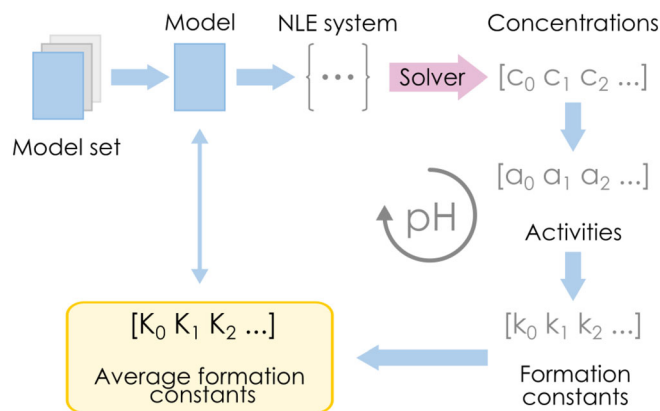 Model
NLE system
Concentrations
{...}
Solver
[c₀ c₁ c₂ ...]
Model set
[a₀ a₁ a₂ ...]
pH
Activities
[K₀ K₁ K₂ ...]
[k₀ k₁ k₂ ...]
Average formation
constants
Formation
constants